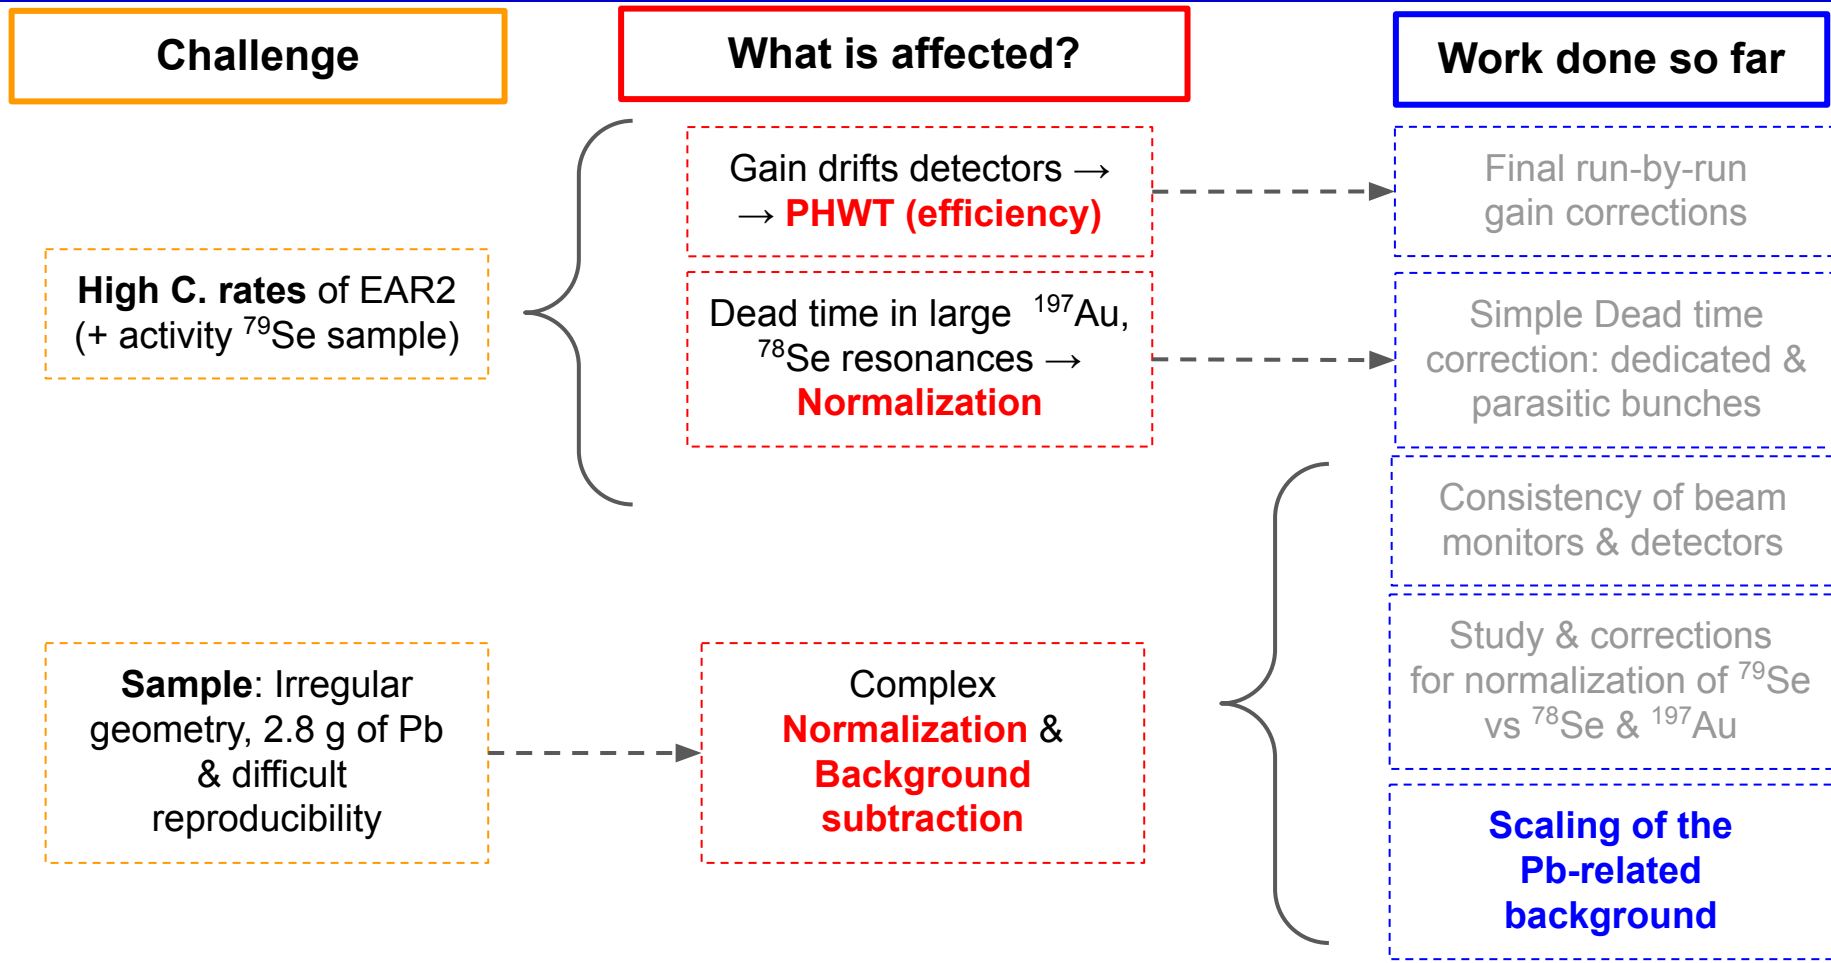 Challenge
What is affected?
Work done so far
High C. rates of EAR2
(+ activity ⁷⁹Se sample)
Gain drifts detectors →
→ PHWT (efficiency)
Final run-by-run
gain corrections
Dead time in large ¹⁹⁷Au,
⁷⁸Se resonances →
Normalization
Simple Dead time
correction: dedicated &
parasitic bunches
Sample: Irregular
geometry, 2.8 g of Pb
& difficult
reproducibility
Complex
Normalization &
Background
subtraction
Consistency of beam
monitors & detectors
Study & corrections
for normalization of ⁷⁹Se
vs ⁷⁸Se & ¹⁹⁷Au
Scaling of the
Pb-related
background